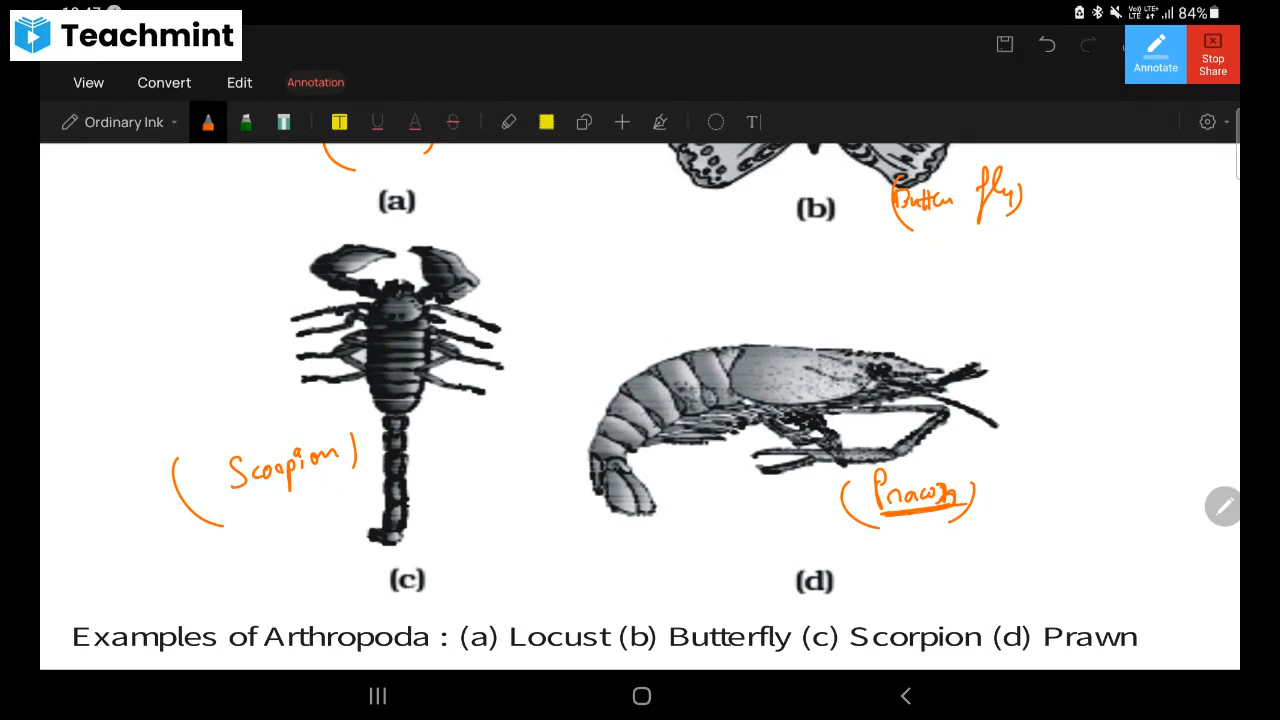 Teachmint
84%
Annotate
Stop
Share
View Convert Edit Annotation
Ordinary Ink
(a)
(b)
(Butter fly)
(Scorpion)
(Prawn)
(c)
(d)
Examples of Arthropoda : (a) Locust (b) Butterfly (c) Scorpion (d) Prawn